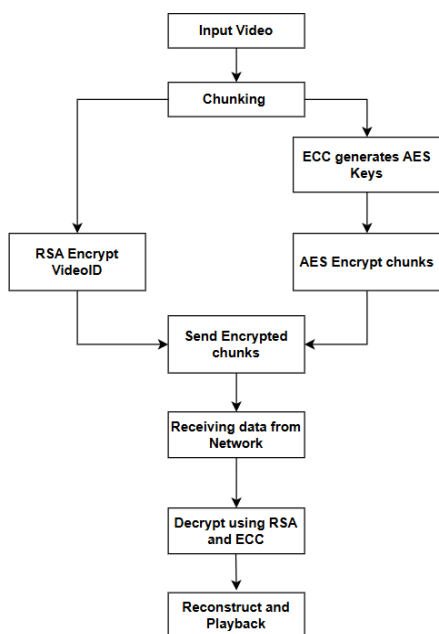 Input Video
Chunking
ECC generates AES
Keys
RSA Encrypt
VideoID
AES Encrypt chunks
Send Encrypted
chunks
Receiving data from
Network
Decrypt using RSA
and ECC
Reconstruct and
Playback